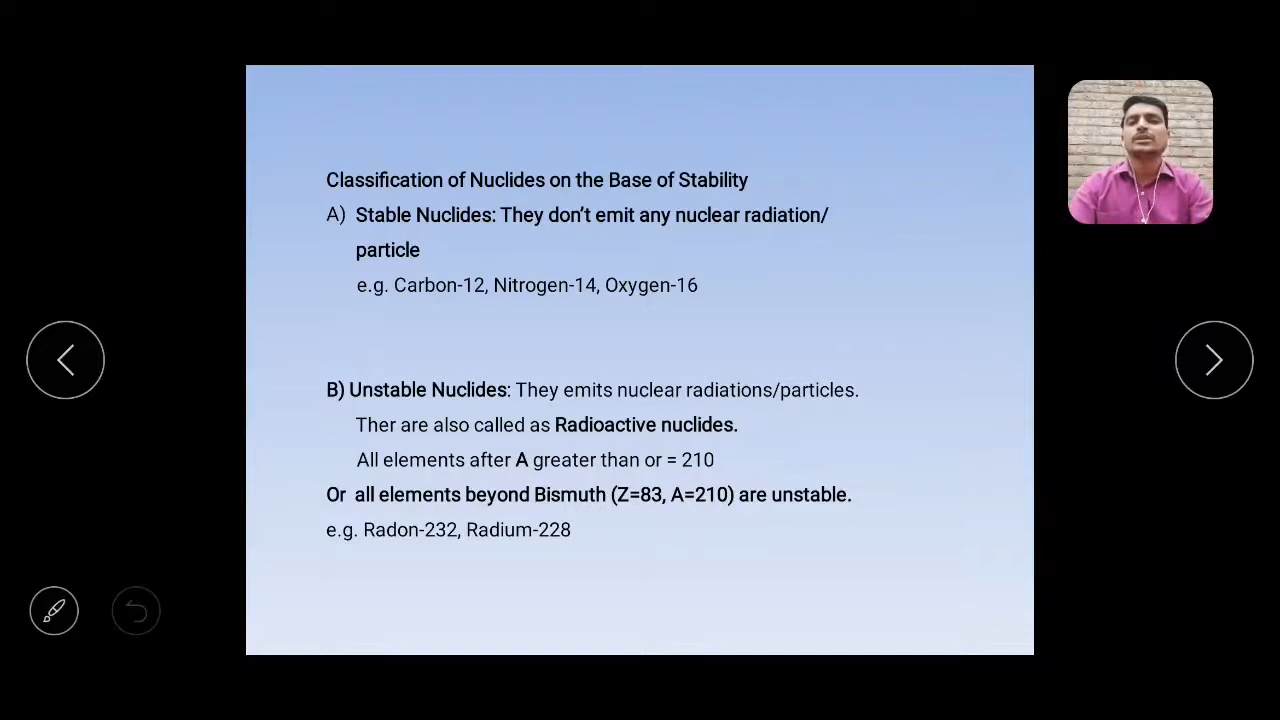 Classification of Nuclides on the Base of Stability
A) Stable Nuclides: They don’t emit any nuclear radiation/
particle
e.g. Carbon-12, Nitrogen-14, Oxygen-16
B) Unstable Nuclides: They emits nuclear radiations/particles.
Ther are also called as Radioactive nuclides.
All elements after A greater than or = 210
Or all elements beyond Bismuth (Z=83, A=210) are unstable.
e.g. Radon-232, Radium-228